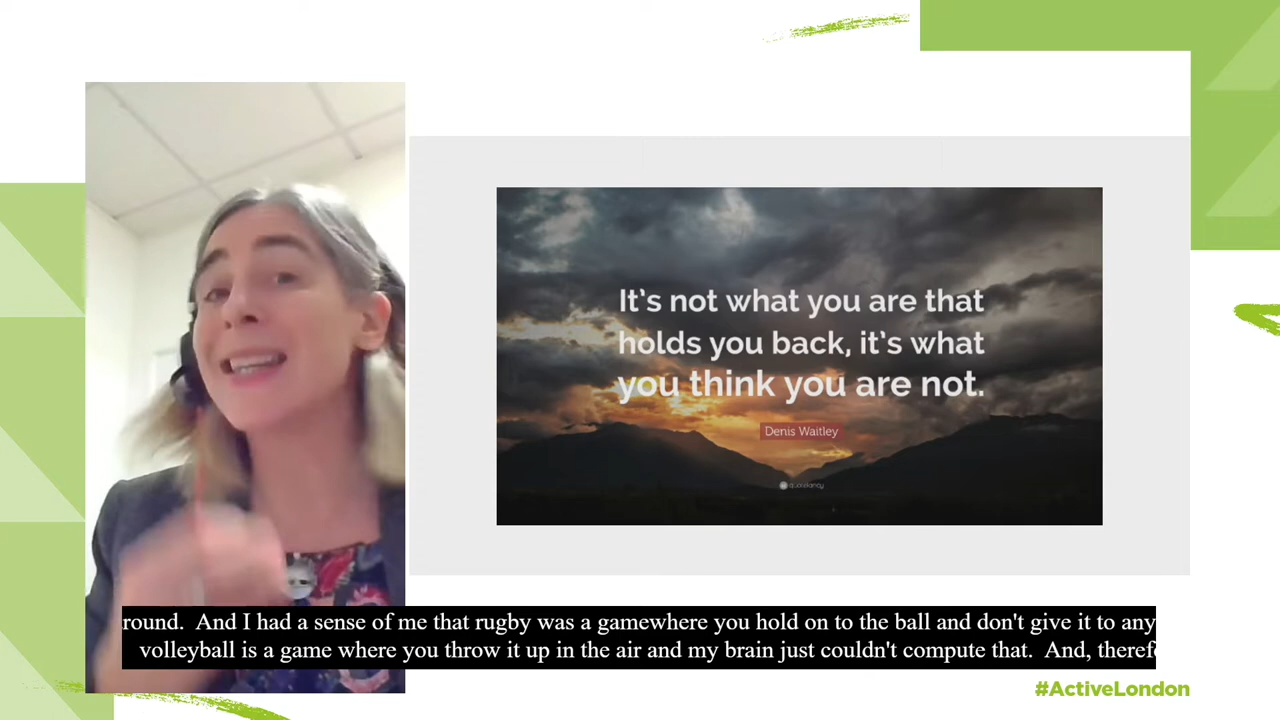 It's not what you are that
holds you back, it's what
you think you are not.
Denis Waitley
quotefancy
round.  And I had a sense of me that rugby was a gamewhere you hold on to the ball and don't give it to any
volleyball is a game where you throw it up in the air and my brain just couldn't compute that.  And, theref
#ActiveLondon